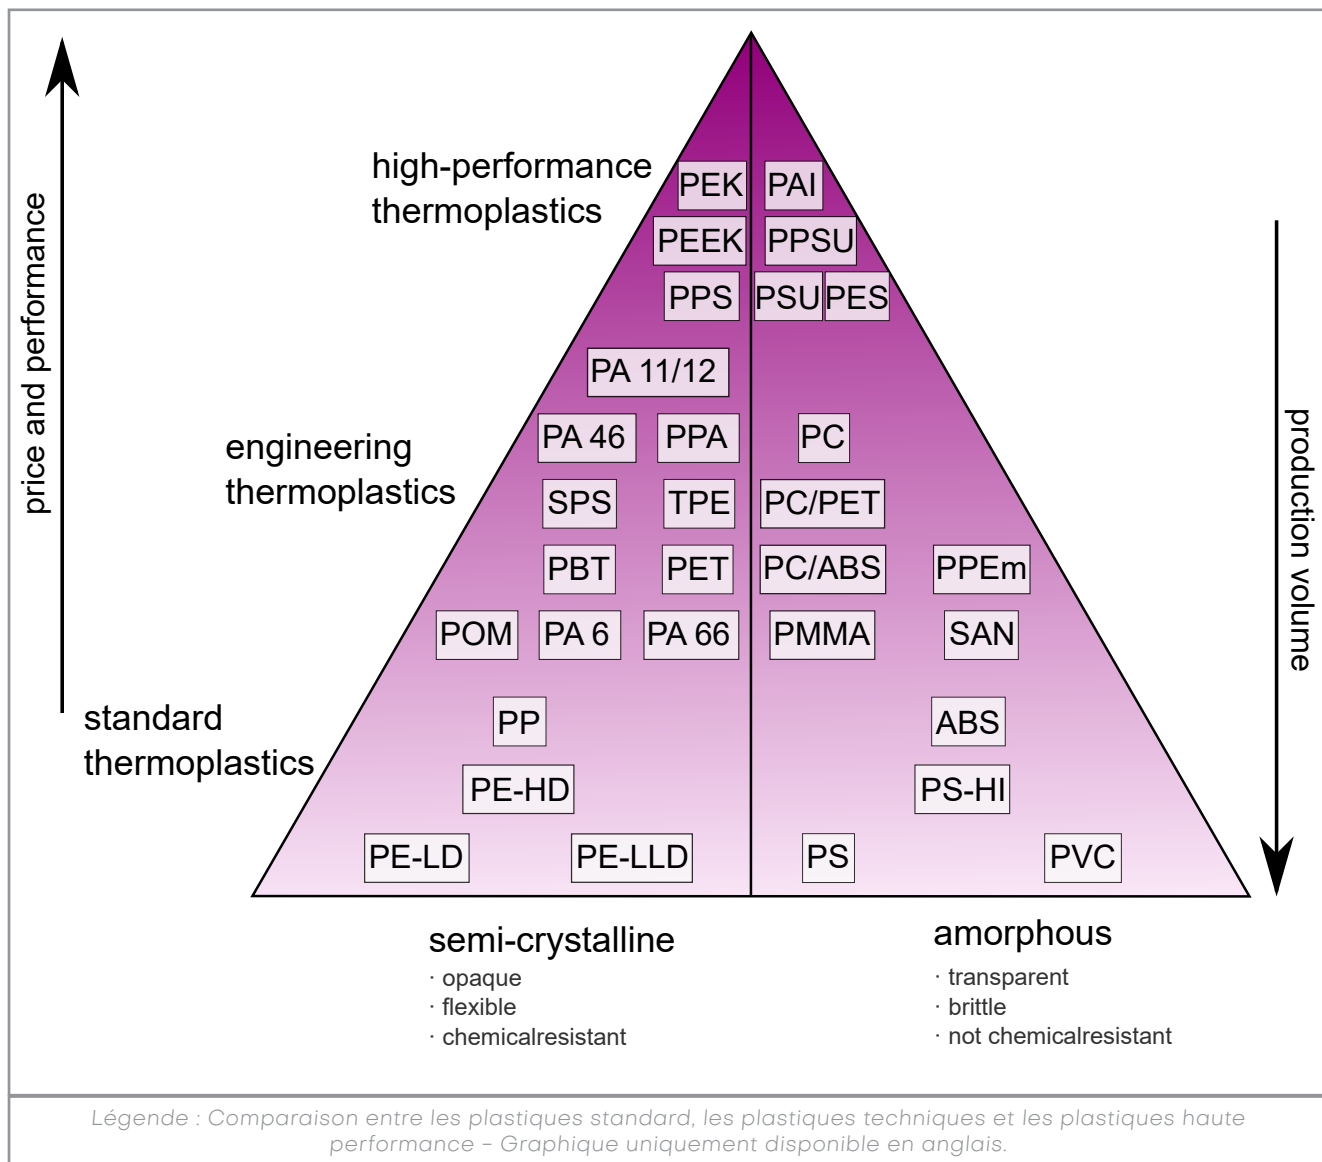 price and performance
high-performance
thermoplastics
PEK
PAI
PEEK
PPSU
PPS
PSU
PES
PA 11/12
engineering
thermoplastics
PA 46
PPA
PC
SPS
TPE
PC/PET
PBT
PET
PC/ABS
PPEm
POM
PA 6
PA 66
PMMA
SAN
standard
thermoplastics
PP
ABS
PE-HD
PS-HI
PE-LD
PE-LLD
PS
PVC
production volume
semi-crystalline
· opaque
· flexible
· chemicalresistant
amorphous
· transparent
· brittle
· not chemicalresistant
Légende : Comparaison entre les plastiques standard, les plastiques techniques et les plastiques haute
performance – Graphique uniquement disponible en anglais.